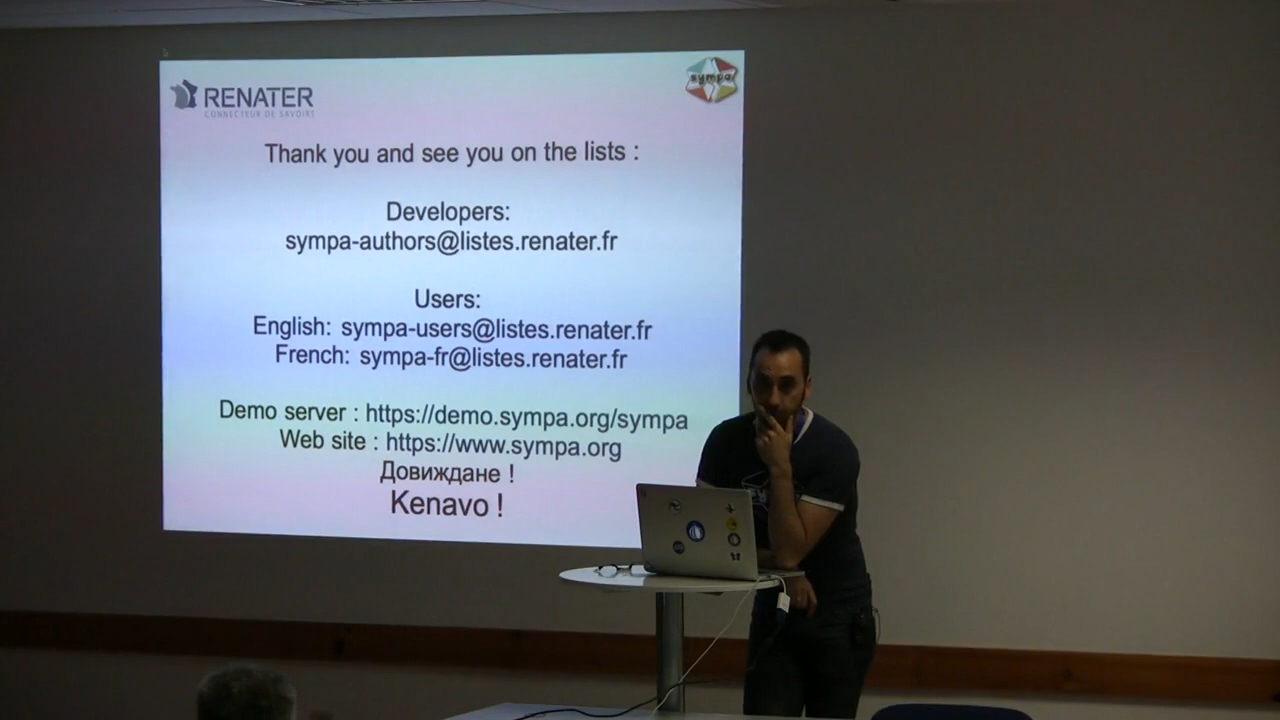 RENATER
CONNECTEUR DE SAVOIRS
sympa
Thank you and see you on the lists :
Developers:
sympa-authors@listes.renater.fr
Users:
English: sympa-users@listes.renater.fr
French: sympa-fr@listes.renater.fr
Demo server : https://demo.sympa.org/sympa
Web site : https://www.sympa.org
Довиждане !
Kenavo !